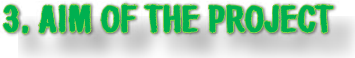 3. AIM OF THE PROJECT